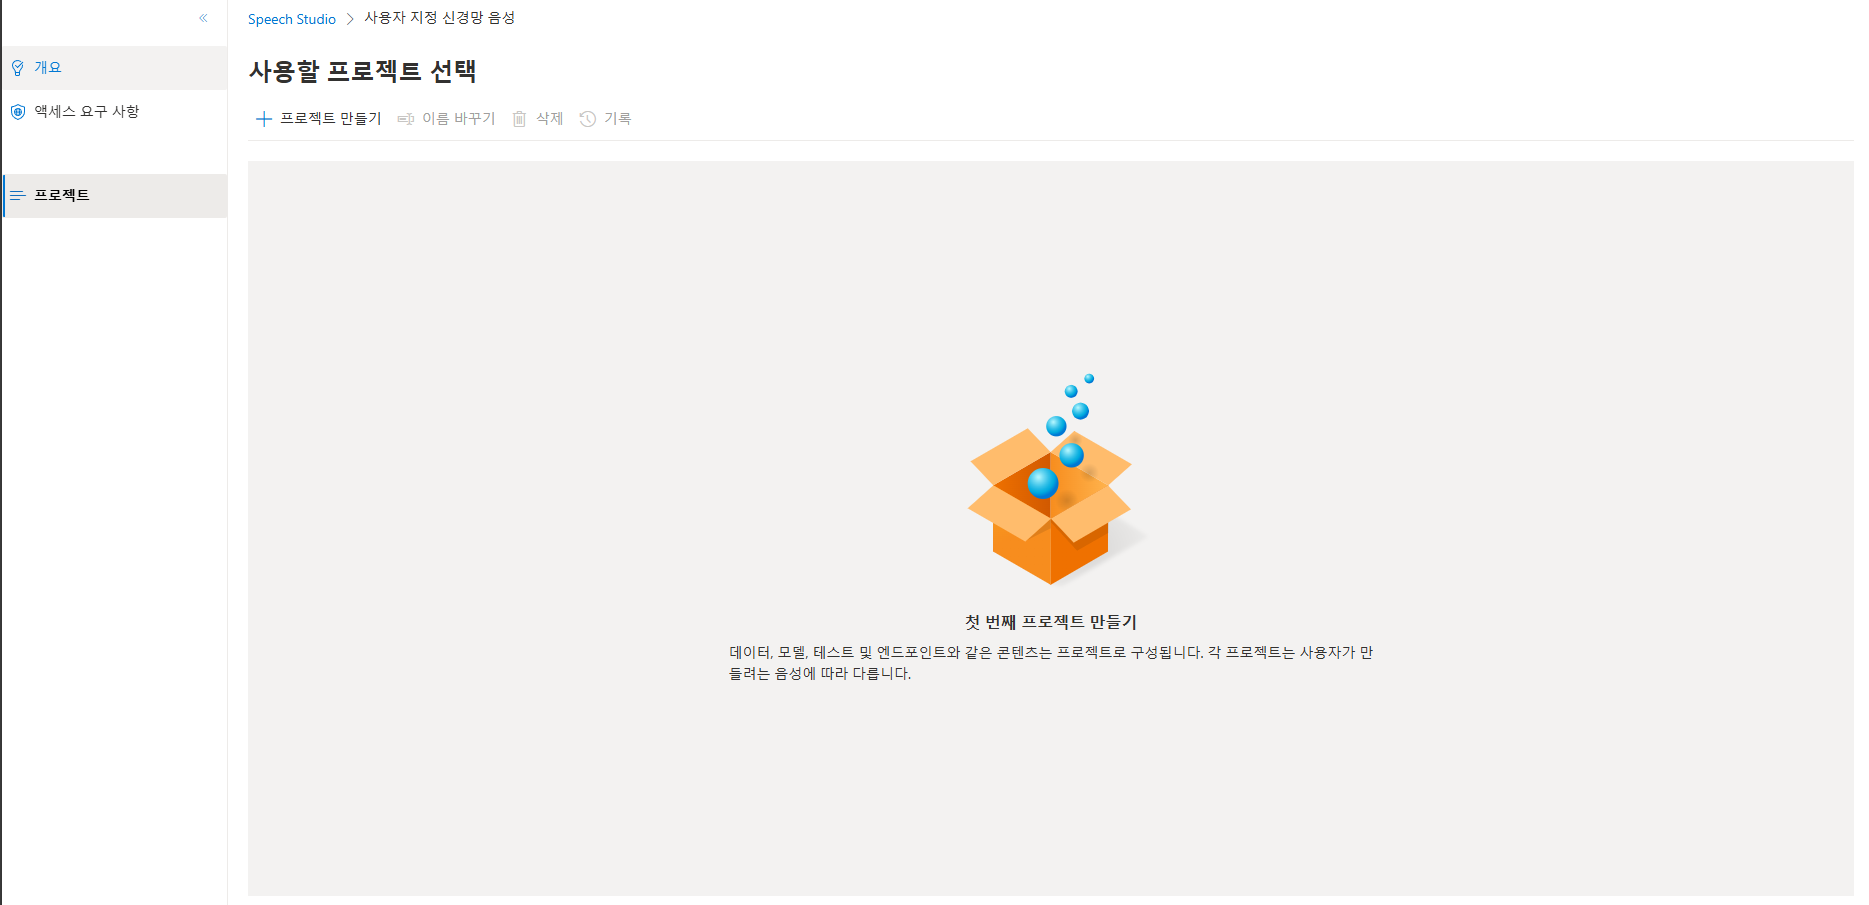 Speech Studio > 사용자 지정 신경망 음성
개요
액세스 요구 사항
프로젝트
사용할 프로젝트 선택
프로젝트 만들기 이름 바꾸기 삭제 기록
첫 번째 프로젝트 만들기
데이터, 모델, 테스트 및 엔드포인트와 같은 콘텐츠는 프로젝트로 구성됩니다. 각 프로젝트는 사용자가 만
들려는 음성에 따라 다릅니다.